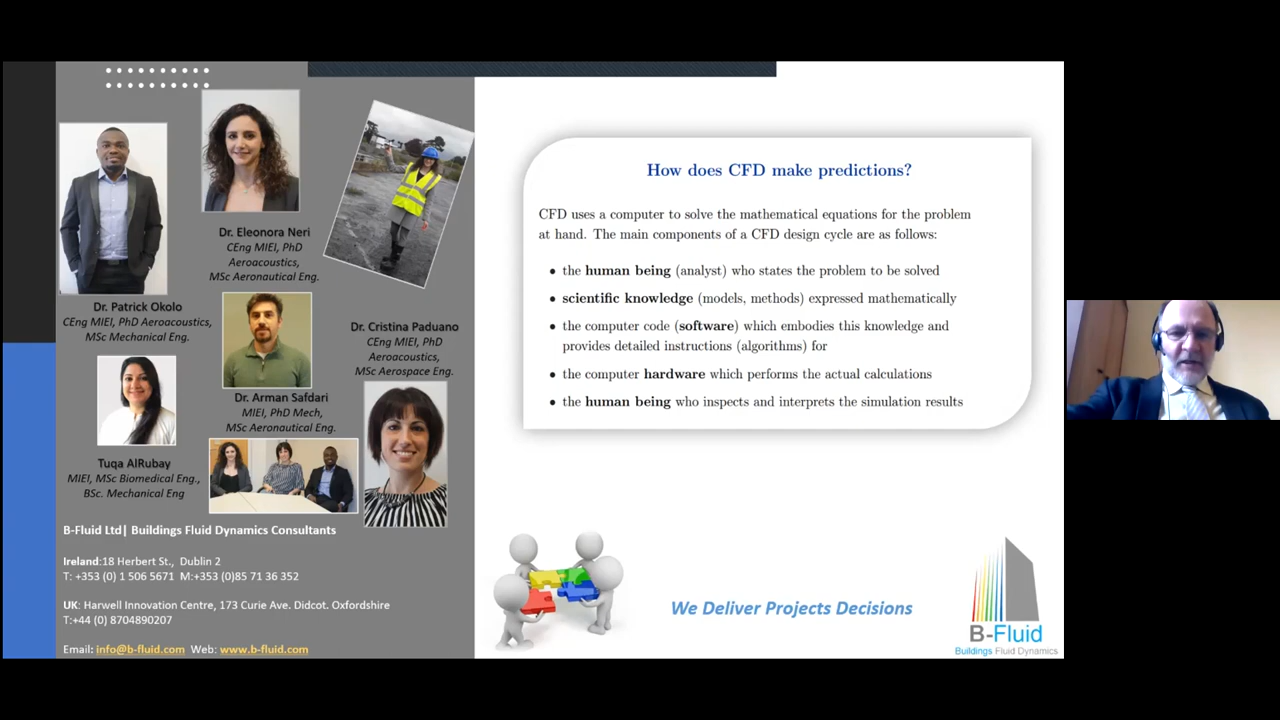 Dr. Eleonora Neri
CEng MIEI, PhD
Aeroacoustics,
MSc Aeronautical Eng.
Dr. Patrick Okolo
CEng MIEI, PhD Aeroacoustics,
MSc Mechanical Eng.
Dr. Cristina Paduano
CEng MIEI, PhD
Aeroacoustics,
MSc Aerospace Eng.
Dr. Arman Safdari
MIEI, PhD Mech,
MSc Aeronautical Eng.
Tuqa AlRubay
MIEI, MSc Biomedical Eng.,
BSc. Mechanical Eng
B-Fluid Ltd| Buildings Fluid Dynamics Consultants
Ireland:18 Herbert St., Dublin 2
T: +353 (0) 1 506 5671 M:+353 (0)85 71 36 352
UK: Harwell Innovation Centre, 173 Curie Ave. Didcot. Oxfordshire
T:+44 (0) 8704890207
Email: info@b-fluid.com Web: www.b-fluid.com
How does CFD make predictions?
CFD uses a computer to solve the mathematical equations for the problem
at hand. The main components of a CFD design cycle are as follows:
• the human being (analyst) who states the problem to be solved
• scientific knowledge (models, methods) expressed mathematically
• the computer code (software) which embodies this knowledge and
provides detailed instructions (algorithms) for
• the computer hardware which performs the actual calculations
• the human being who inspects and interprets the simulation results
We Deliver Projects Decisions
B-Fluid
Buildings Fluid Dynamics